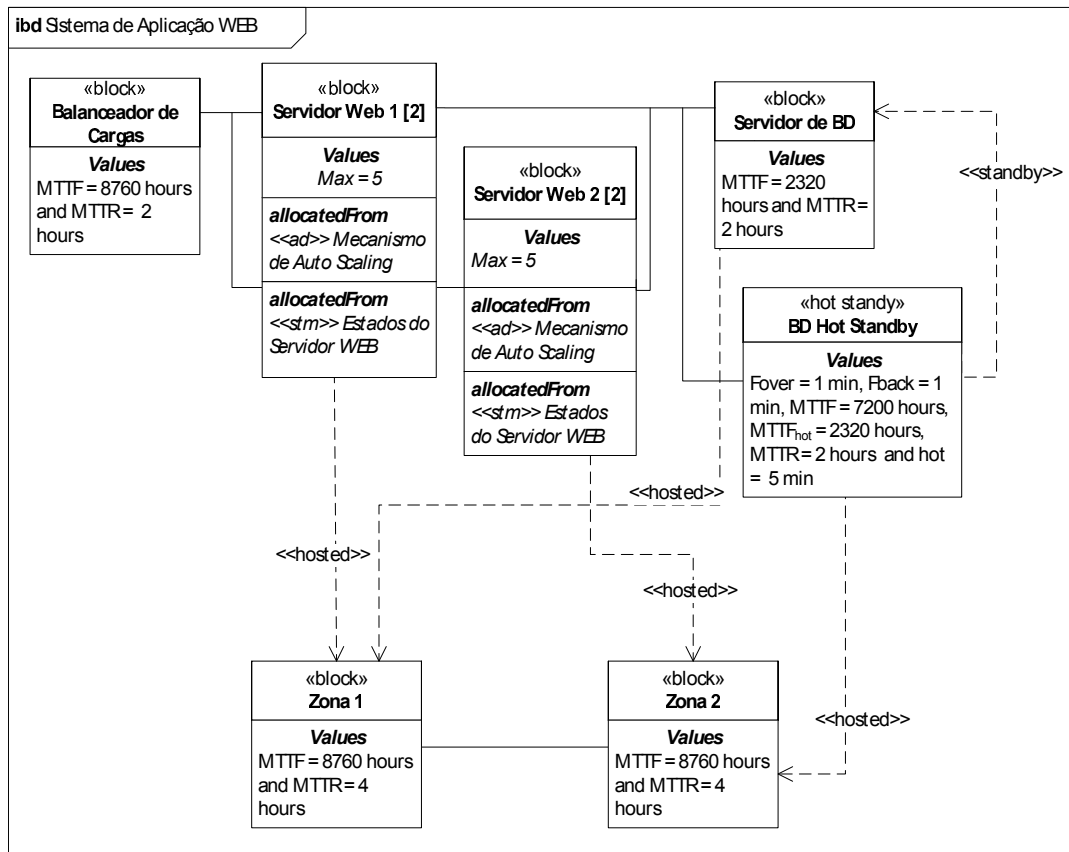 ibd Sistema de Aplicação WEB
«block»
Balanceador de
Cargas
Values
MTTF = 8760 hours
and MTTR = 2
hours
«block»
Servidor Web 1 [2]
Values
Max = 5
allocatedFrom
<<ad>> Mecanismo
de Auto Scaling
allocatedFrom
<<stm>> Estados do
Servidor WEB
«block»
Servidor Web 2 [2]
Values
Max = 5
allocatedFrom
<<ad>> Mecanismo
de Auto Scaling
allocatedFrom
<<stm>> Estados
do Servidor WEB
«block»
Servidor de BD
Values
MTTF = 2320
hours and MTTR =
2 hours
<<standby>>
«hot standy»
BD Hot Standby
Values
Fover = 1 min, Fback = 1
min, MTTF = 7200 hours,
MTTFhot = 2320 hours,
MTTR = 2 hours and hot
= 5 min
<<hosted>>
<<hosted>>
<<hosted>>
<<hosted>>
«block»
Zona 1
Values
MTTF = 8760 hours
and MTTR = 4
hours
«block»
Zona 2
Values
MTTF = 8760 hours
and MTTR = 4
hours